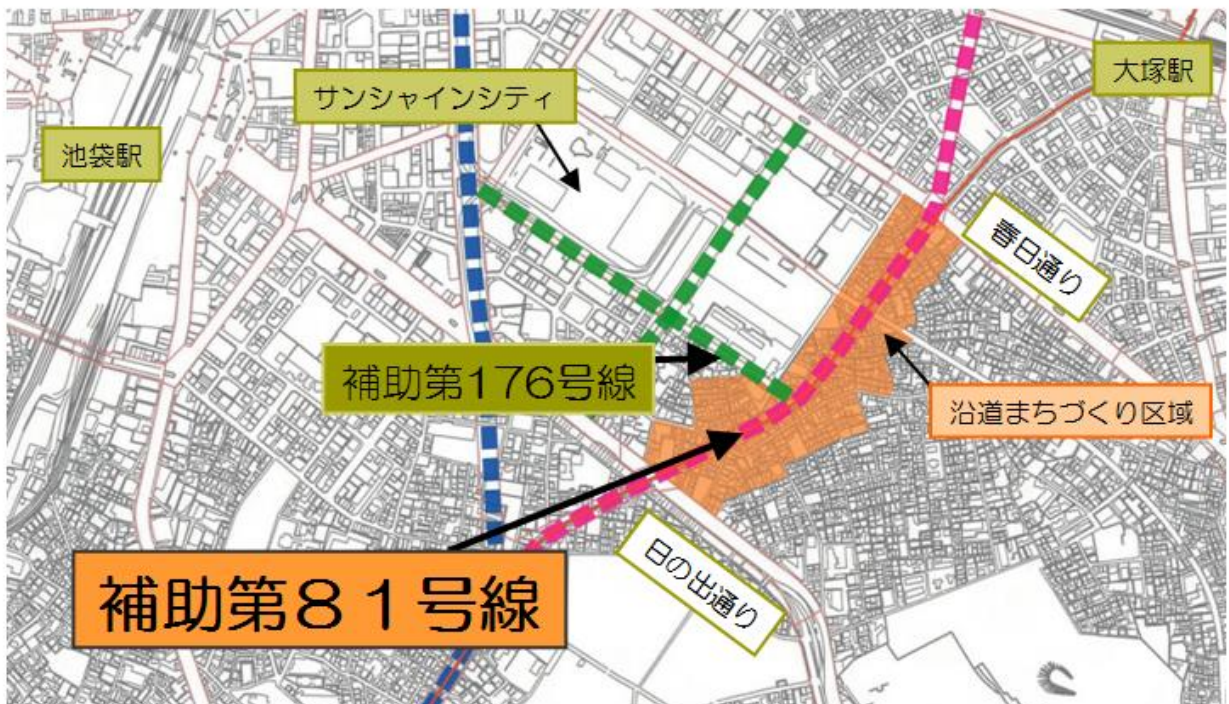 大塚駅
サンシャインシティ
池袋駅
春日通り
補助第176号線
沿道まちづくり区域
日の出通り
補助第81号線